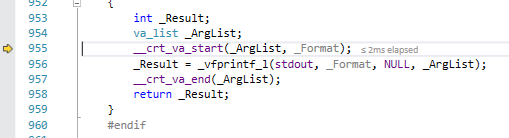 952 {
953 int _Result;
954 va_list _ArgList;
955 __crt_va_start(_ArgList, _Format); ≤ 2ms elapsed
956 _Result = _vfprintf_l(stdout, _Format, NULL, _ArgList);
957 __crt_va_end(_ArgList);
958 return _Result;
959 }
960 #endif